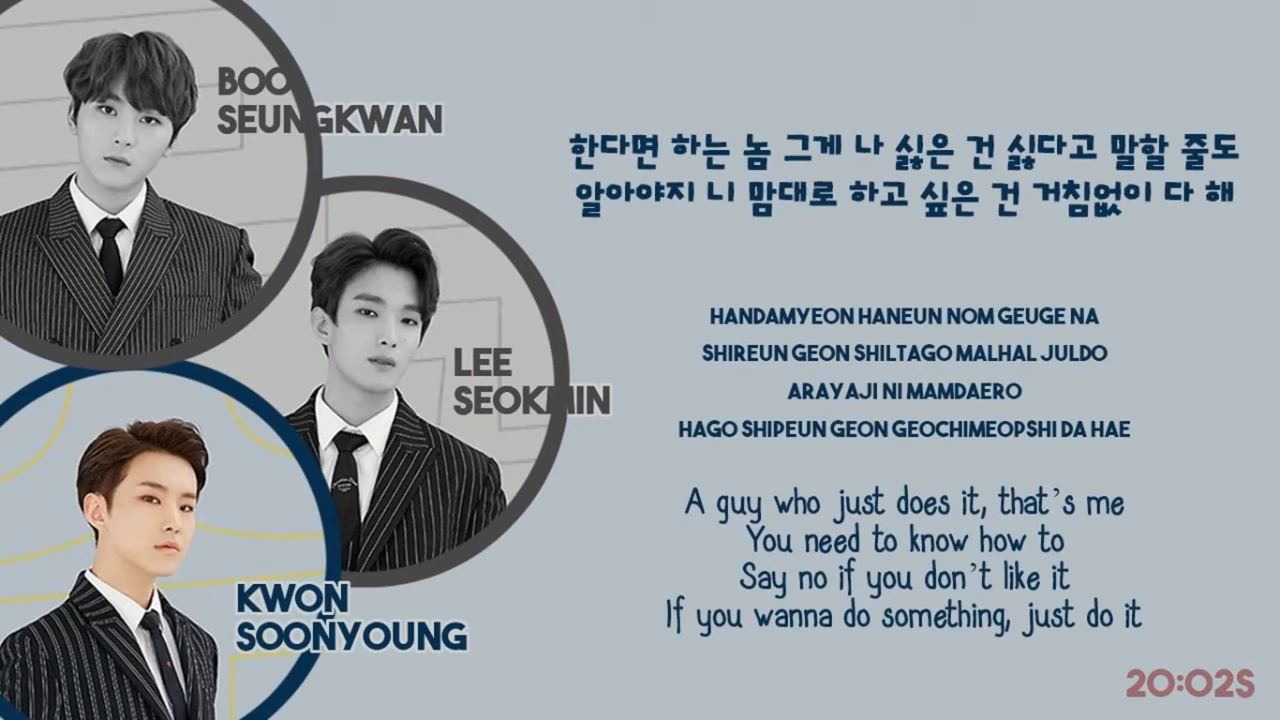 BOO
SEUNGKWAN
LEE
SEOKMIN
KWON
SOONYOUNG
한다면 하는 놈 그게 나 싫은 건 싫다고 말할 줄도
알아야지 니 맘대로 하고 싶은 건 거침없이 다 해
HANDAMYEON HANEUN NOM GEUGE NA
SHIREUN GEON SHILTAGO MALHAL JULDO
ARAYAJI NI MAMDAERO
HAGO SHIPEUN GEON GEOCHIMEOPSHI DA HAE
A guy who just does it, that's me
You need to know how to
Say no if you don't like it
If you wanna do something, just do it
20:02S